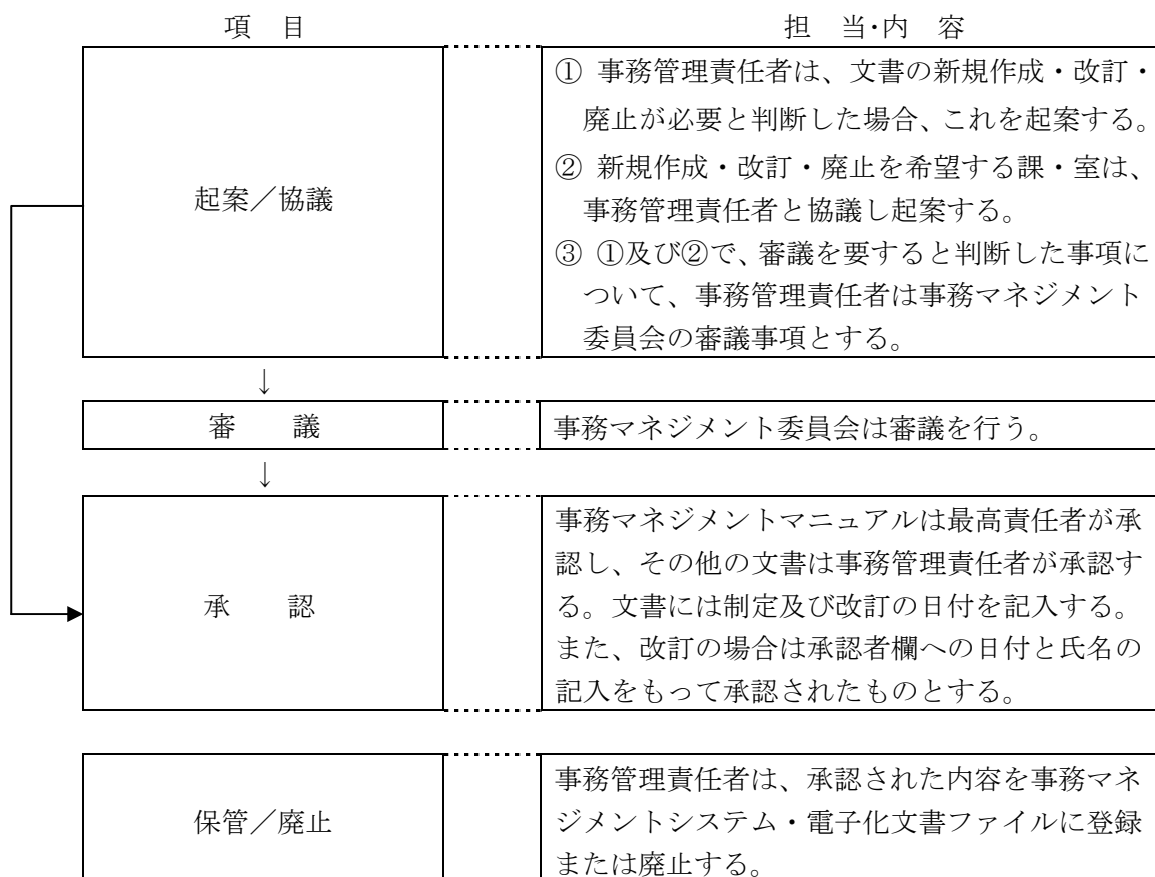 項　目　担　当･内　容
起案／協議
① 事務管理責任者は、文書の新規作成・改訂・
廃止が必要と判断した場合、これを起案する。
② 新規作成・改訂・廃止を希望する課・室は、
事務管理責任者と協議し起案する。
③ ①及び②で、審議を要すると判断した事項に
ついて、事務管理責任者は事務マネジメント
委員会の審議事項とする。
↓
審　議
事務マネジメント委員会は審議を行う。
↓
承　認
事務マネジメントマニュアルは最高責任者が承
認し、その他の文書は事務管理責任者が承認す
る。文書には制定及び改訂の日付を記入する。
また、改訂の場合は承認者欄への日付と氏名の
記入をもって承認されたものとする。
保管／廃止
事務管理責任者は、承認された内容を事務マネ
ジメントシステム・電子化文書ファイルに登録
または廃止する。